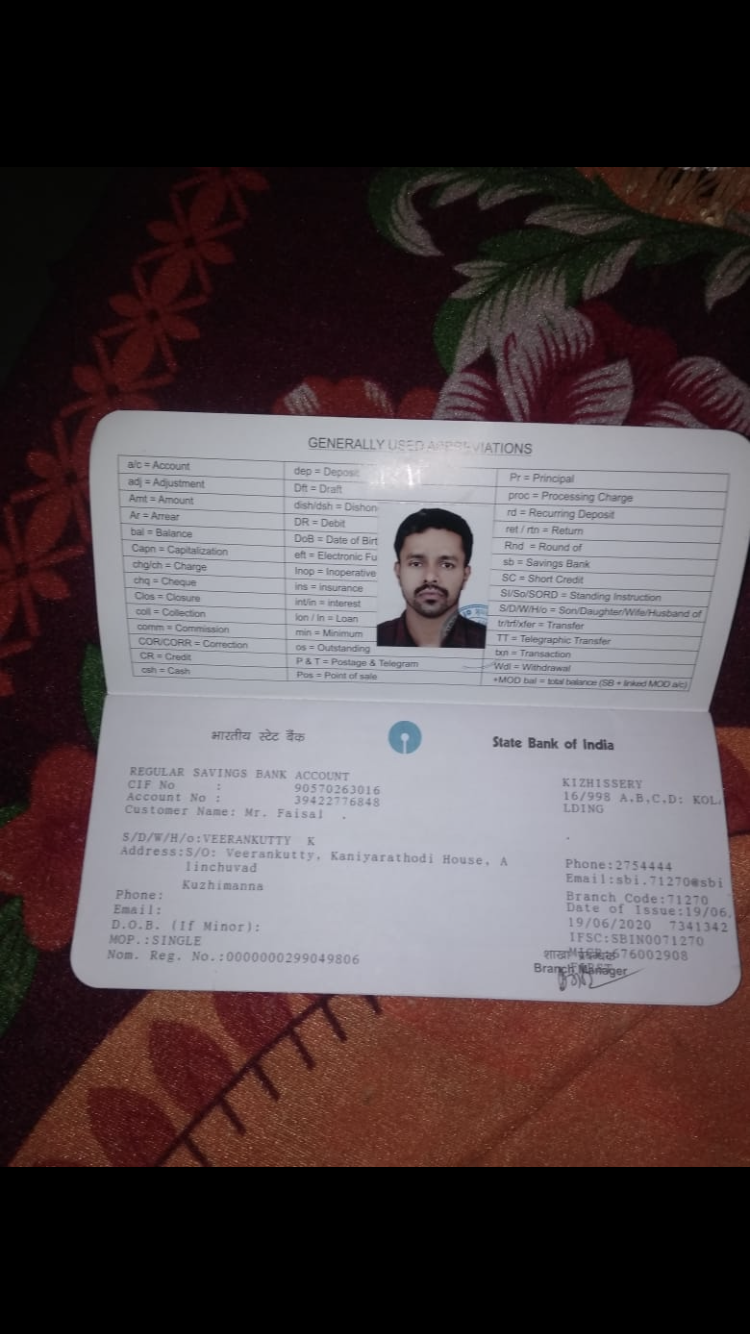 GENERALLY USED ABBREVIATIONS
a/c = Account
adj = Adjustment
Amt = Amount
Ar = Arrear
bal = Balance
Capn = Capitalization
chg/ch = Charge
chq = Cheque
Clos = Closure
coll = Collection
comm = Commission
COR/CORR = Correction
CR = Credit
csh = Cash
dep = Deposit
Dft = Draft
dish/dsh = Dishon
DR = Debit
DoB = Date of Birt
eft = Electronic Fu
Inop = Inoperative
ins = insurance
int/in = interest
lon / ln = Loan
min = Minimum
os = Outstanding
P & T = Postage & Telegram
Pos = Point of sale
Pr = Principal
proc = Processing Charge
rd = Recurring Deposit
ret / rtn = Return
Rnd = Round of
sb = Savings Bank
SC = Short Credit
SI/So/SORD = Standing Instruction
S/D/W/H/o = Son/Daughter/Wife/Husband of
tr/trf/xfer = Transfer
TT = Telegraphic Transfer
txn = Transaction
Wdl = Withdrawal
+MOD bal = total balance (SB + linked MOD a/c)
भारतीय स्टेट बैंक
State Bank of India
REGULAR SAVINGS BANK ACCOUNT
CIF No : 90570263016
Account No : 39422776848
Customer Name: Mr. Faisal .
S/D/W/H/o:VEERANKUTTY K
Address:S/O: Veerankutty, Kaniyarathodi House, A
linchuvad
Kuzhimanna
Phone:
Email:
D.O.B. (If Minor):
MOP.:SINGLE
Nom. Reg. No.:0000000299049806
KIZHISSERY
16/998 A.B.C.D: KOL
LDING
.
Phone:2754444
Email:sbi.71270@sbi
Branch Code:71270
Date of Issue:19/06
19/06/2020 7341342
IFSC:SBIN0071270
676002908
Branch Manager